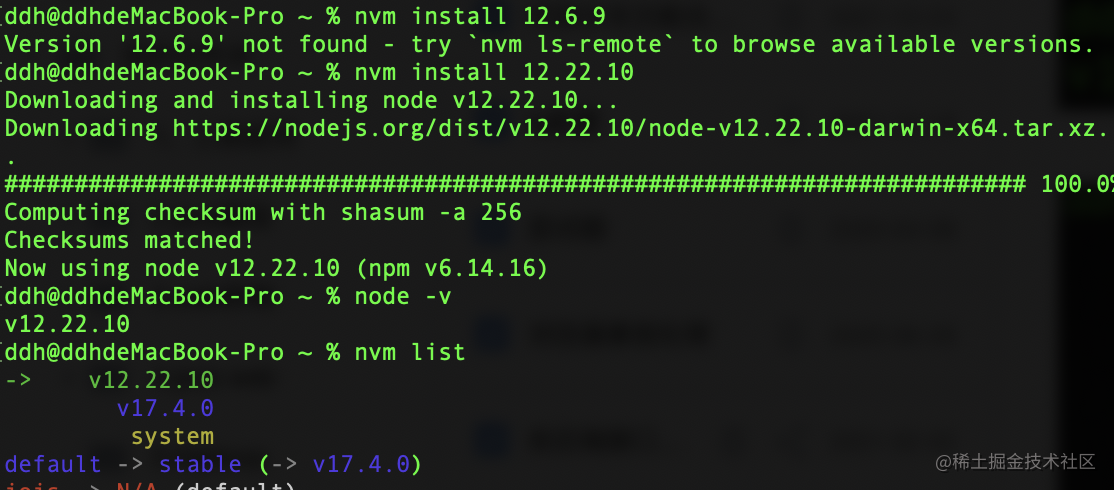 ddh@ddhdeMacBook-Pro ~ % nvm install 12.6.9
Version '12.6.9' not found - try `nvm ls-remote` to browse available versions.
ddh@ddhdeMacBook-Pro ~ % nvm install 12.22.10
Downloading and installing node v12.22.10...
Downloading https://nodejs.org/dist/v12.22.10/node-v12.22.10-darwin-x64.tar.xz.
.
######################################################################### 100.0%
Computing checksum with shasum -a 256
Checksums matched!
Now using node v12.22.10 (npm v6.14.16)
ddh@ddhdeMacBook-Pro ~ % node -v
v12.22.10
ddh@ddhdeMacBook-Pro ~ % nvm list
->    v12.22.10
        v17.4.0
         system
default -> stable (-> v17.4.0)
@稀土掘金技术社区
iojs -> N/A (default)